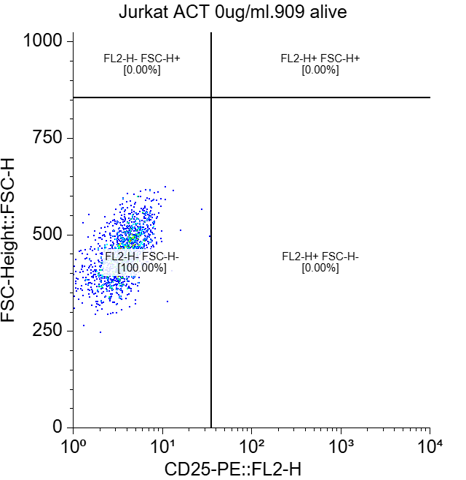 Jurkat ACT 0ug/ml.909 alive
1000
FL2-H- FSC-H+
[0.00%]
FL2-H+ FSC-H+
[0.00%]
750
FSC-Height::FSC-H
500
FL2-H- FSC-H-
[100.00%]
FL2-H+ FSC-H-
[0.00%]
250
0
10⁰ 10¹ 10² 10³ 10⁴
CD25-PE::FL2-H